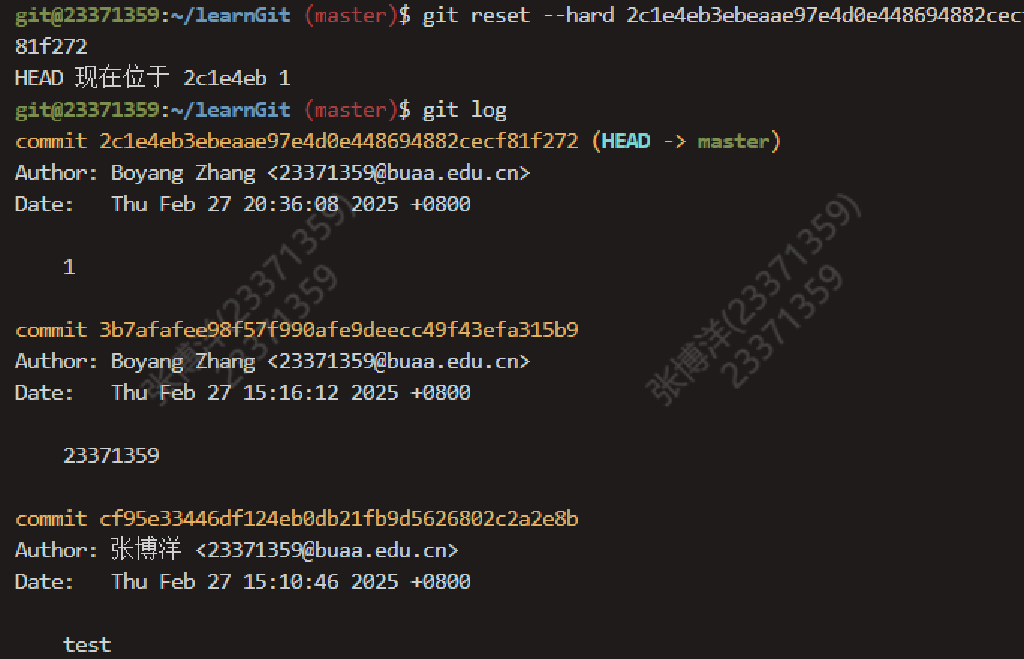 git@23371359:~/learnGit (master)$ git reset --hard 2c1e4eb3ebeaae97e4d0e448694882cec
81f272
HEAD 现在位于 2c1e4eb 1
git@23371359:~/learnGit (master)$ git log
commit 2c1e4eb3ebeaae97e4d0e448694882cecf81f272 (HEAD -> master)
Author: Boyang Zhang <23371359@buaa.edu.cn>
Date:   Thu Feb 27 20:36:08 2025 +0800
1
commit 3b7afafee98f57f990afe9deecc49f43efa315b9
Author: Boyang Zhang <23371359@buaa.edu.cn>
Date:   Thu Feb 27 15:16:12 2025 +0800
23371359
commit cf95e33446df124eb0db21fb9d5626802c2a2e8b
Author: 张博洋 <23371359@buaa.edu.cn>
Date:   Thu Feb 27 15:10:46 2025 +0800
test
张博洋(23371359)
23371359
张博洋(23371359)
23371359